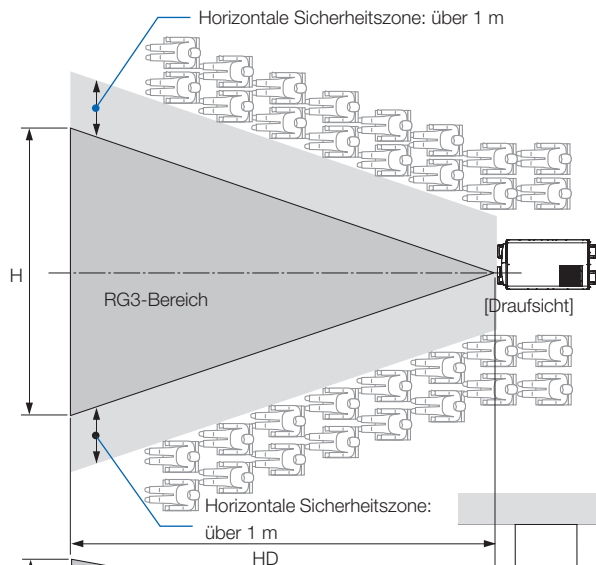 Horizontale Sicherheitszone: über 1 m
H
RG3-Bereich
[Draufsicht]
Horizontale Sicherheitszone:
über 1 m
HD